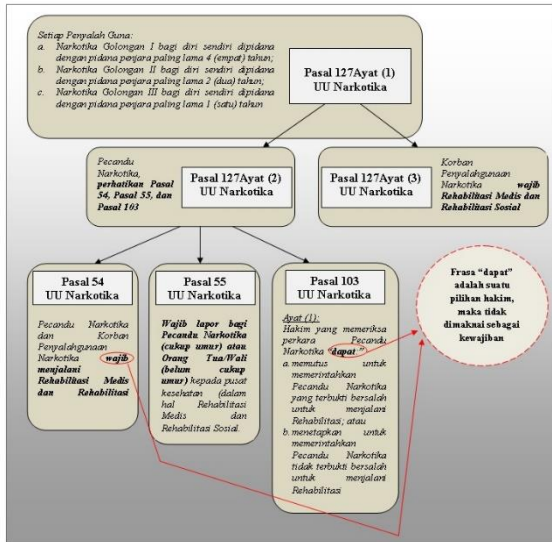 Setiap Penyalah Guna:
a. Narkotika Golongan I bagi diri sendiri dipidana
dengan pidana penjara paling lama 4 (empat) tahun;
b. Narkotika Golongan II bagi diri sendiri dipidana
dengan pidana penjara paling lama 2 (dua) tahun;
c. Narkotika Golongan III bagi diri sendiri dipidana
dengan pidana penjara paling lama 1 (satu) tahun
Pasal 127Ayat (1)
UU Narkotika
Pecandu
Narkotika,
perhatikan Pasal
54, Pasal 55, dan
Pasal 103
Pasal 127Ayat (2)
UU Narkotika
Pasal 127Ayat (3)
UU Narkotika
Korban
Penyalahgunaan
Narkotika wajib
Rehabilitasi Medis dan
Rehabilitasi Sosial
Pasal 54
UU Narkotika
Pecandu Narkotika
dan Korban
Penyalahgunaan
Narkotika wajib
menjalani
Rehabilitasi Medis
dan Rehabilitasi
Pasal 55
UU Narkotika
Wajib lapor bagi
Pecandu Narkotika
(cukup umur) atau
Orang Tua/Wali
(belum cukup
umur) kepada pusat
kesehatan (dalam
hal Rehabilitasi
Medis dan
Rehabilitasi Sosial.
Pasal 103
UU Narkotika
Ayat (1):
Hakim yang memeriksa
perkara Pecandu
Narkotika "dapat"
a. memutus untuk
memerintahkan
Pecandu Narkotika
yang terbukti bersalah
untuk menjalani
Rehabilitasi; atau
b. menetapkan untuk
memerintahkan
Pecandu Narkotika
tidak terbukti bersalah
untuk menjalani
Rehabilitasi
Frasa "dapat"
adalah suatu
pilihan hakim,
maka tidak
dimaknai sebagai
kewajiban